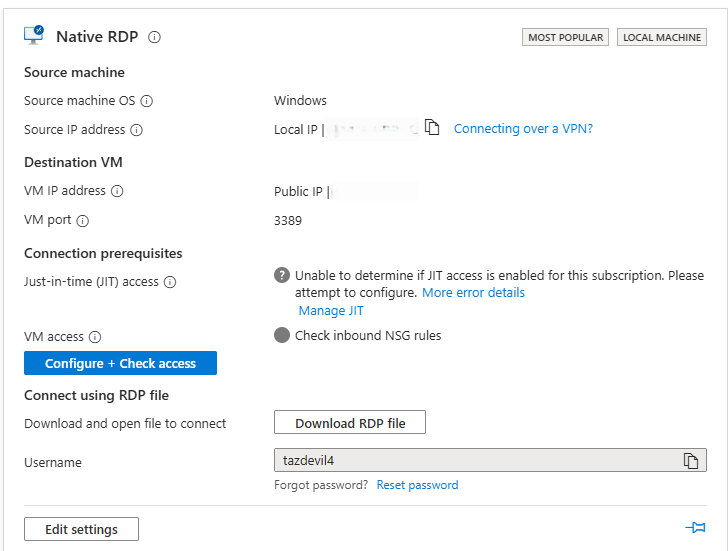 Native RDP
MOST POPULAR
LOCAL MACHINE
Source machine
Source machine OS
Windows
Source IP address
Local IP |
Connecting over a VPN?
Destination VM
VM IP address
Public IP |
VM port
3389
Connection prerequisites
Just-in-time (JIT) access
Unable to determine if JIT access is enabled for this subscription. Please
attempt to configure. More error details
Manage JIT
VM access
Check inbound NSG rules
Configure + Check access
Connect using RDP file
Download and open file to connect
Download RDP file
Username
tazdevil4
Forgot password? Reset password
Edit settings